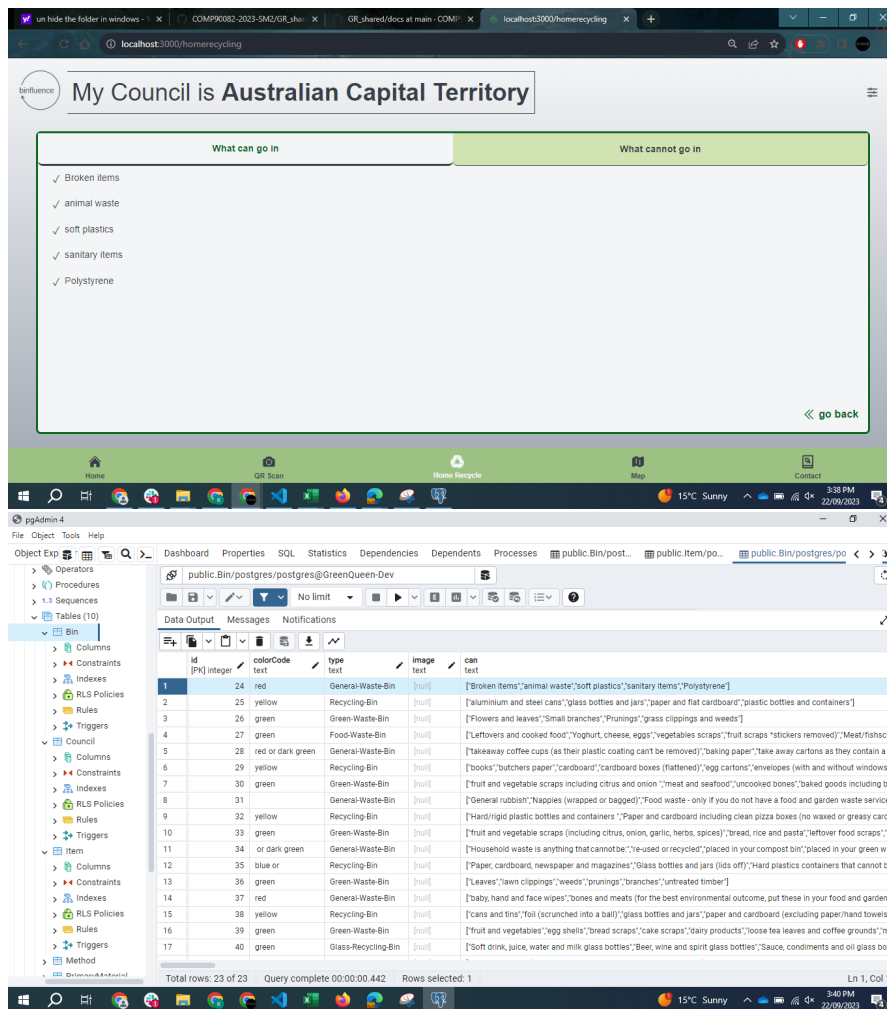 un hide the folder in windows - Y
COMP90082-2023-SM2/GR_shar
GR_shared/docs at main · COMP
localhost:3000/homerecycling
localhost:3000/homerecycling
binfluence
My Council is Australian Capital Territory
What can go in
What cannot go in
Broken items
animal waste
soft plastics
sanitary items
Polystyrene
go back
Home
QR Scan
Home Recycle
Map
Contact
15°C Sunny
3:38 PM
22/09/2023
pgAdmin 4
File Object Tools Help
Object Exp
Dashboard Properties SQL Statistics Dependencies Dependents Processes public.Bin/post... public.Item/po... public.Bin/postgres/po
Operators
Procedures
Sequences
Tables (10)
Bin
Columns
Constraints
Indexes
RLS Policies
Rules
Triggers
Council
Columns
Constraints
Indexes
RLS Policies
Rules
Triggers
Item
Columns
Constraints
Indexes
RLS Policies
Rules
Triggers
Method
PrimaryMaterial
public.Bin/postgres/postgres@GreenQueen-Dev
No limit
Data Output Messages Notifications
id [PK] integer colorCode text type text image text can text
1 24 red General-Waste-Bin [null] ["Broken items","animal waste","soft plastics","sanitary items","Polystyrene"]
2 25 yellow Recycling-Bin [null] ["aluminium and steel cans","glass bottles and jars","paper and flat cardboard","plastic bottles and containers"]
3 26 green Green-Waste-Bin [null] ["Flowers and leaves","Small branches","Prunings","grass clippings and weeds"]
4 27 green Food-Waste-Bin [null] ["Leftovers and cooked food","Yoghurt, cheese, eggs","vegetables scraps","fruit scraps *stickers removed)","Meat/fishsc
5 28 red or dark green General-Waste-Bin [null] ["takeaway coffee cups (as their plastic coating can't be removed)","baking paper","take away cartons as they contain a
6 29 yellow Recycling-Bin [null] ["books","butchers paper","cardboard","cardboard boxes (flattened)","egg cartons","envelopes (with and without windows
7 30 green Green-Waste-Bin [null] ["fruit and vegetable scraps including citrus and onion ","meat and seafood","uncooked bones","baked goods including b
8 31 General-Waste-Bin [null] ["General rubbish","Nappies (wrapped or bagged)","Food waste - only if you do not have a food and garden waste service
9 32 yellow Recycling-Bin [null] ["Hard/rigid plastic bottles and containers ","Paper and cardboard including clean pizza boxes (no waxed or greasy card
10 33 green Green-Waste-Bin [null] ["fruit and vegetable scraps (including citrus, onion, garlic, herbs, spices)","bread, rice and pasta","leftover food scraps","
11 34 or dark green General-Waste-Bin [null] ["Household waste is anything that cannot be:","re-used or recycled","placed in your compost bin","placed in your green w
12 35 blue or Recycling-Bin [null] ["Paper, cardboard, newspaper and magazines","Glass bottles and jars (lids off)","Hard plastics containers that cannot b
13 36 green Green-Waste-Bin [null] ["Leaves","lawn clippings","weeds","prunings","branches","untreated timber"]
14 37 red General-Waste-Bin [null] ["baby, hand and face wipes","bones and meats (for the best environmental outcome, put these in your food and garden
15 38 yellow Recycling-Bin [null] ["cans and tins","foil (scrunched into a ball)","glass bottles and jars","paper and cardboard (excluding paper/hand towels
16 39 green Green-Waste-Bin [null] ["fruit and vegetables","egg shells","bread scraps","cake scraps","dairy products","loose tea leaves and coffee grounds","m
17 40 green Glass-Recycling-Bin [null] ["Soft drink, juice, water and milk glass bottles","Beer, wine and spirit glass bottles","Sauce, condiments and oil glass bo
Total rows: 23 of 23 Query complete 00:00:00.442 Rows selected: 1 Ln 1, Col
15°C Sunny
3:40 PM
22/09/2023